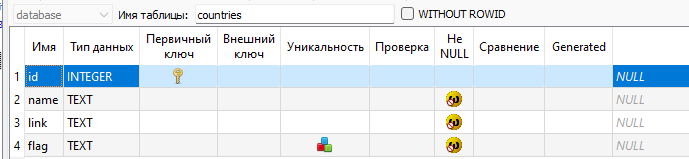 database Имя таблицы: countries WITHOUT ROWID
Имя Тип данных Первичный ключ Внешний ключ Уникальность Проверка Не NULL Сравнение Generated
1 id INTEGER NULL
2 name TEXT NULL
3 link TEXT NULL
4 flag TEXT NULL